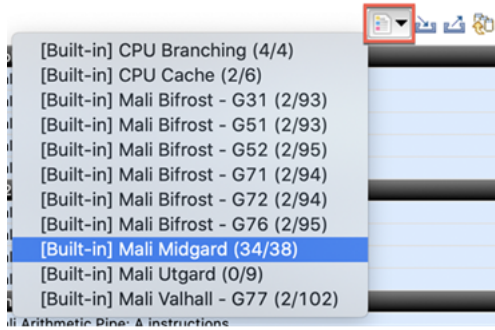 [Built-in] CPU Branching (4/4)
[Built-in] CPU Cache (2/6)
[Built-in] Mali Bifrost - G31 (2/93)
[Built-in] Mali Bifrost - G51 (2/93)
[Built-in] Mali Bifrost - G52 (2/95)
[Built-in] Mali Bifrost - G71 (2/94)
[Built-in] Mali Bifrost - G72 (2/94)
[Built-in] Mali Bifrost - G76 (2/95)
[Built-in] Mali Midgard (34/38)
[Built-in] Mali Utgard (0/9)
[Built-in] Mali Valhall - G77 (2/102)
Arithmetic Pipe: A instructions